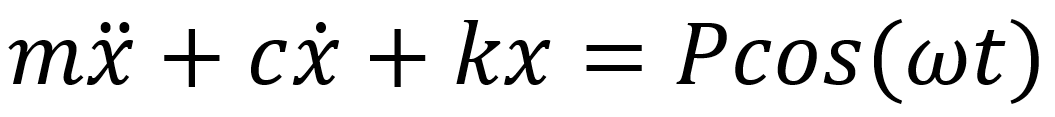 mẍ + cẋ + kx = Pcos(ωt)